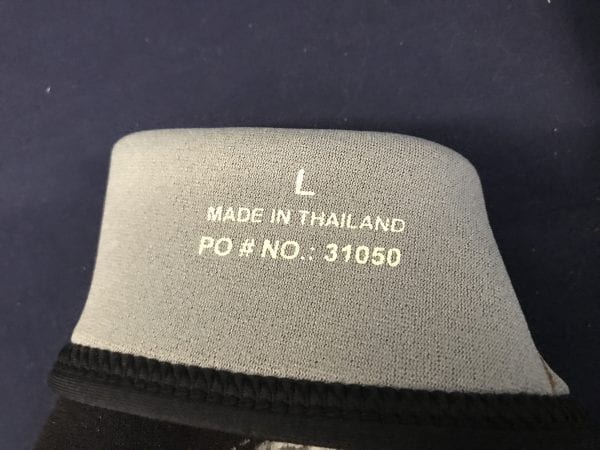 L
MADE IN THAILAND
PO # NO.: 31050